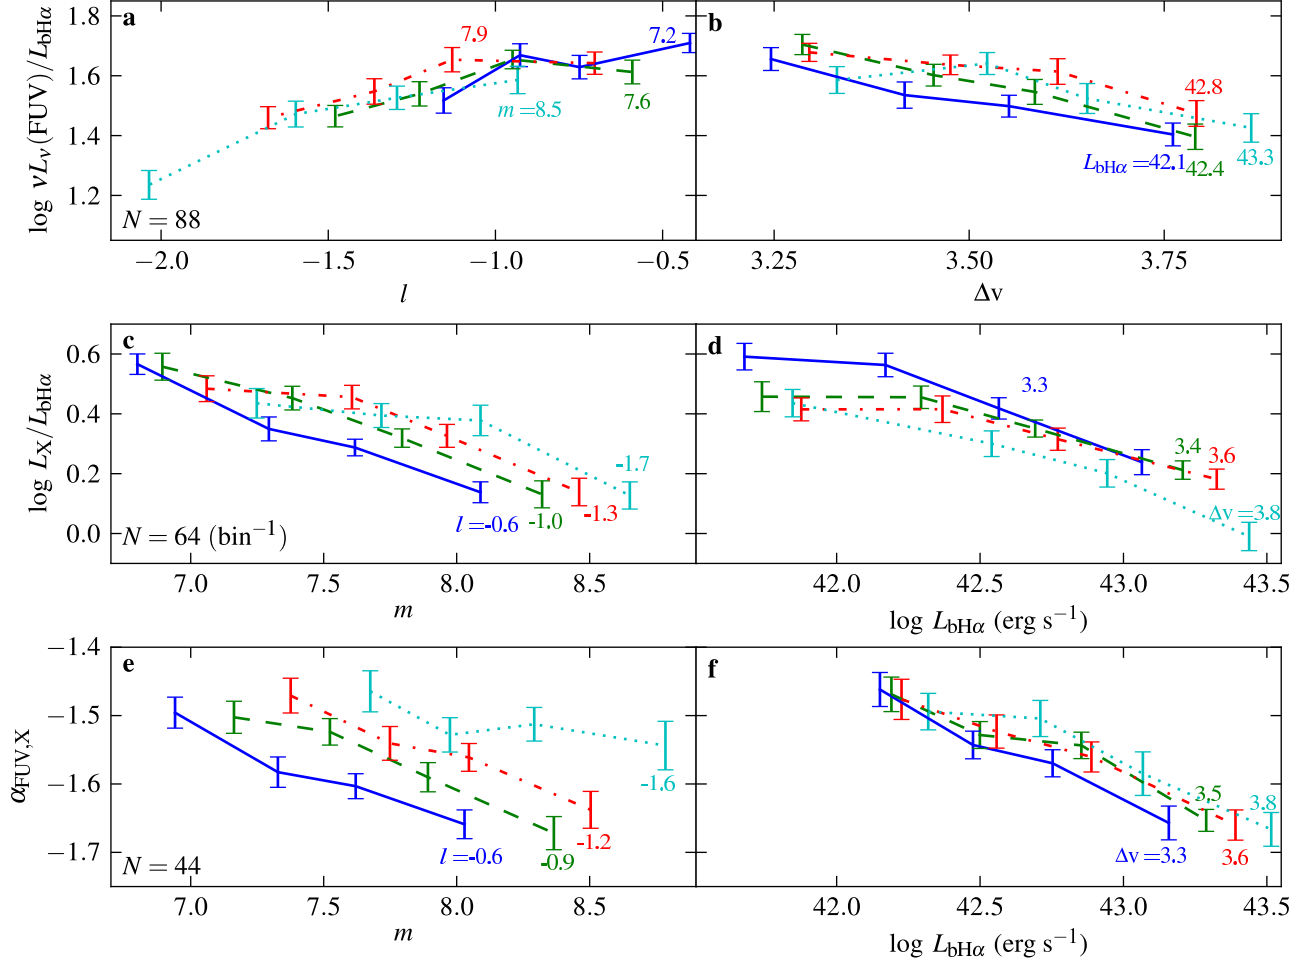 a
log νLν(FUV)/LbHα
1.8
1.6
1.4
1.2
7.9
7.2
m =8.5
7.6
N = 88
−2.0
−1.5
−1.0
−0.5
l
b
42.8
LbHα =42.1
42.4
43.3
3.25
3.50
3.75
Δv
c
log LX/LbHα
0.6
0.4
0.2
0.0
-1.7
l =-0.6
-1.0
-1.3
N = 64 (bin⁻¹)
7.0
7.5
8.0
8.5
m
d
3.3
3.4
3.6
Δv =3.8
42.0
42.5
43.0
43.5
log LbHα (erg s⁻¹)
e
αFUV,X
−1.4
−1.5
−1.6
−1.7
-1.6
-1.2
l =-0.6
-0.9
N = 44
7.0
7.5
8.0
8.5
m
f
3.5
3.8
Δv =3.3
3.6
42.0
42.5
43.0
43.5
log LbHα (erg s⁻¹)